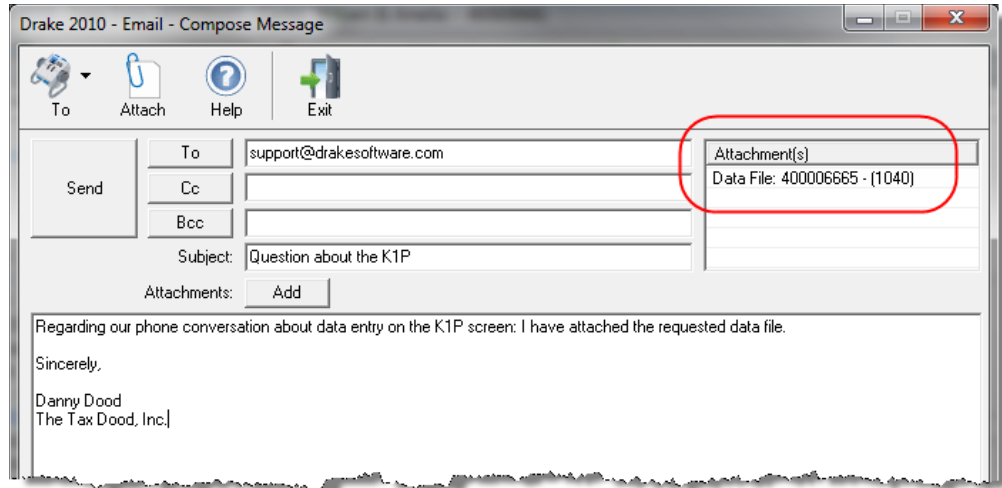 Drake 2010 - Email - Compose Message
To Attach Help Exit
Send
To support@drakesoftware.com
Cc
Bcc
Subject: Question about the K1P
Attachments: Add
Attachment(s)
Data File: 400006665 - (1040)
Regarding our phone conversation about data entry on the K1P screen: I have attached the requested data file.
Sincerely,
Danny Dood
The Tax Dood, Inc.